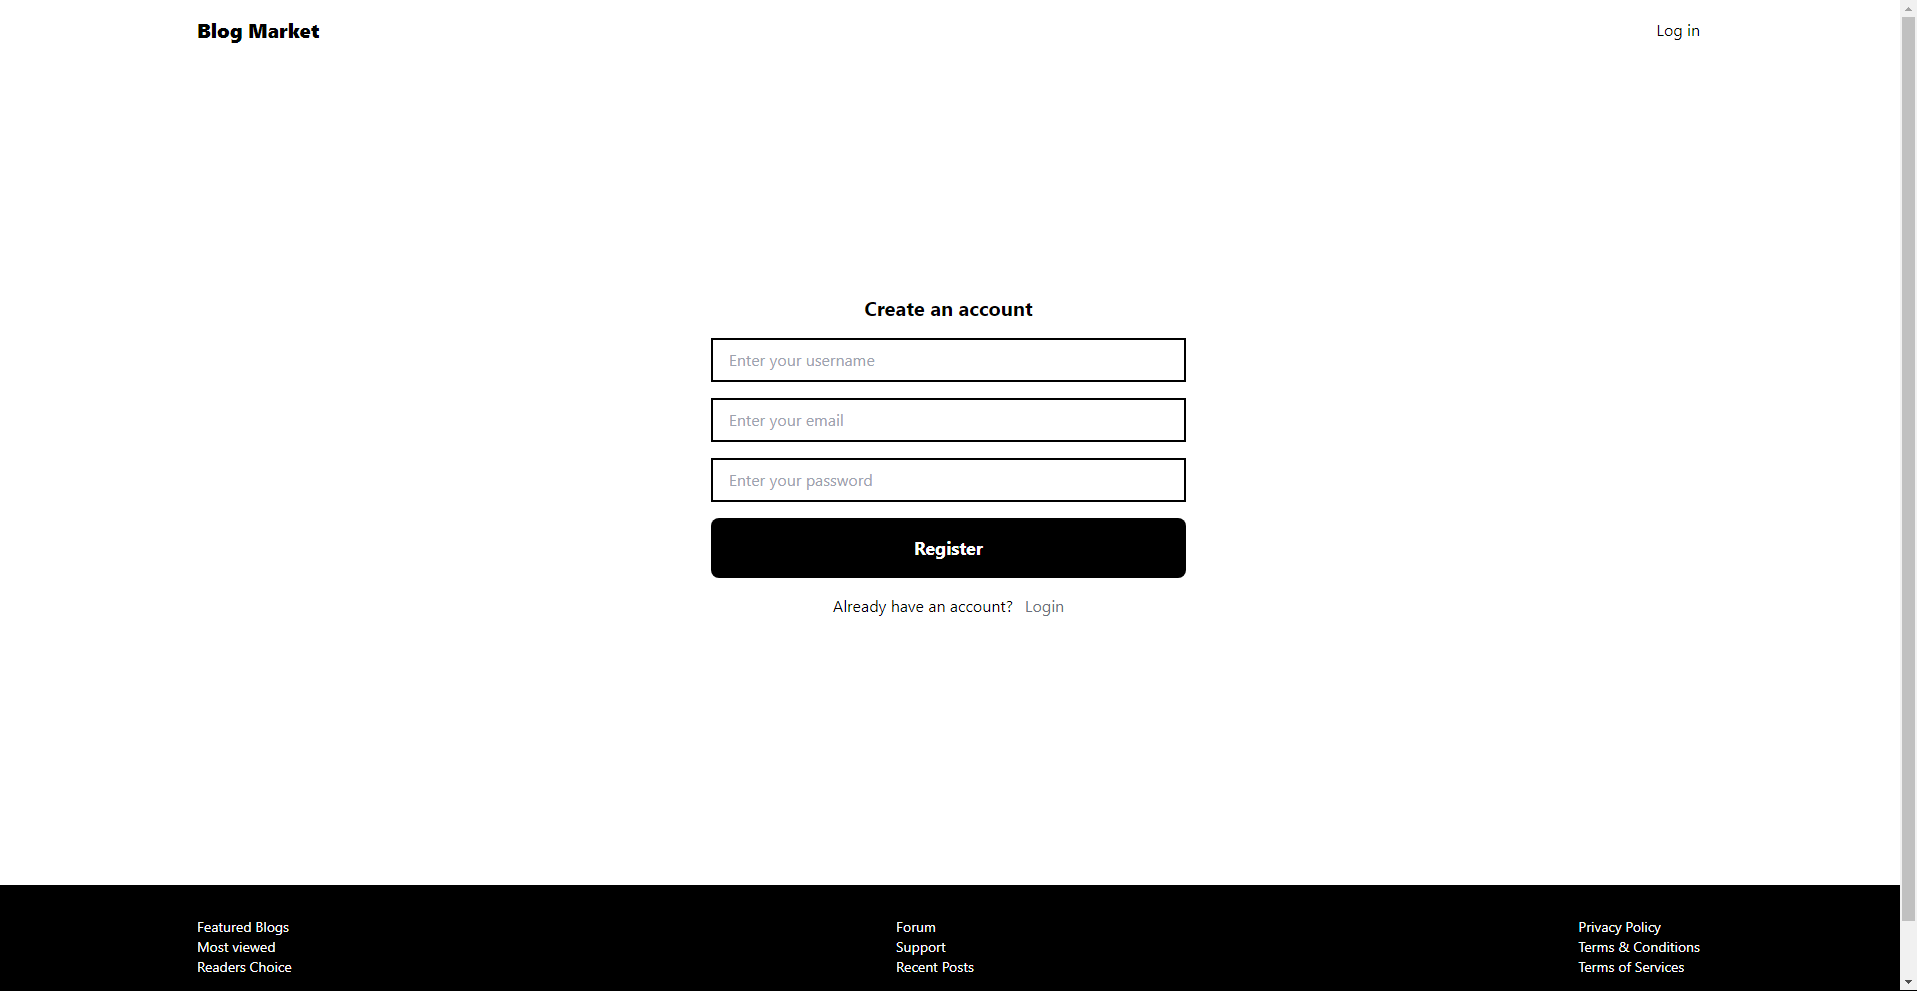 Blog Market
Log in
Create an account
Enter your username
Enter your email
Enter your password
Register
Already have an account? Login
Featured Blogs
Most viewed
Readers Choice
Forum
Support
Recent Posts
Privacy Policy
Terms & Conditions
Terms of Services